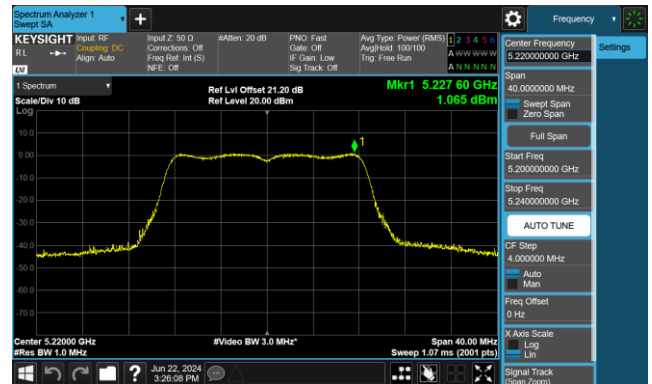 Spectrum Analyzer 1
Swept SA
+
Frequency
KEYSIGHT
RL
LXI
Input: RF
Coupling: DC
Align: Auto
Input Z: 50 Ω
Corrections: Off
Freq Ref: Int (S)
NFE: Off
#Atten: 20 dB
PNO: Fast
Gate: Off
IF Gain: Low
Sig Track: Off
Avg Type: Power (RMS)
Avg|Hold: 100/100
Trig: Free Run
1 2 3 4 5 6
A W W W W W
A N N N N N
1 Spectrum
Scale/Div 10 dB
Log
Ref Lvl Offset 21.20 dB
Ref Level 20.00 dBm
Mkr1 5.227 60 GHz
1.065 dBm
10.0
0.00
-10.0
-20.0
-30.0
-40.0
-50.0
-60.0
-70.0
1
Center 5.22000 GHz
#Res BW 1.0 MHz
#Video BW 3.0 MHz*
Span 40.00 MHz
Sweep 1.07 ms (2001 pts)
Jun 22, 2024
3:26:08 PM
?
Center Frequency
5.220000000 GHz
Span
40.0000000 MHz
Swept Span
Zero Span
Full Span
Start Freq
5.200000000 GHz
Stop Freq
5.240000000 GHz
AUTO TUNE
CF Step
4.000000 MHz
Auto
Man
Freq Offset
0 Hz
X Axis Scale
Log
Lin
Signal Track
(Span Zoom)
Settings